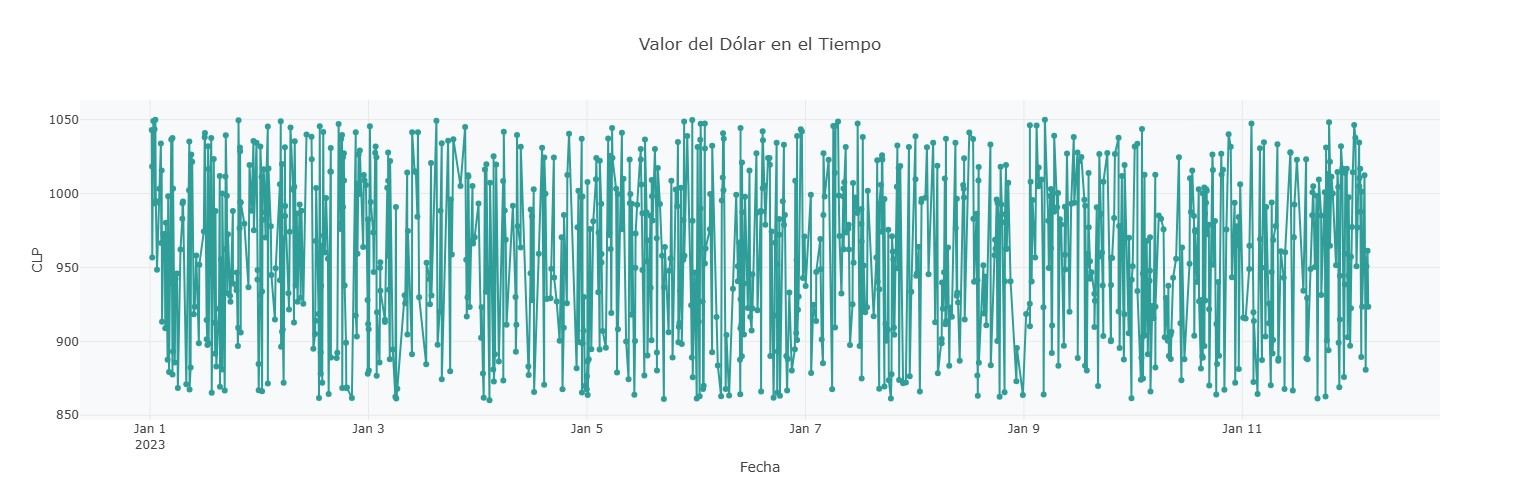 Valor del Dólar en el Tiempo
1050
1000
950
900
850
CLP
Jan 1
2023
Jan 3
Jan 5
Jan 7
Jan 9
Jan 11
Fecha